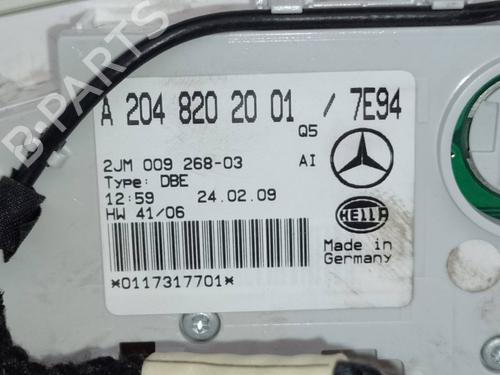 A 204 820 20 01 / 7E94
Q5
2JM 009 268-03 AI
Type: DBE
12:59 24.02.09
HW 41/06
HELLA
Made in
Germany
*0117317701*
B-PARTS